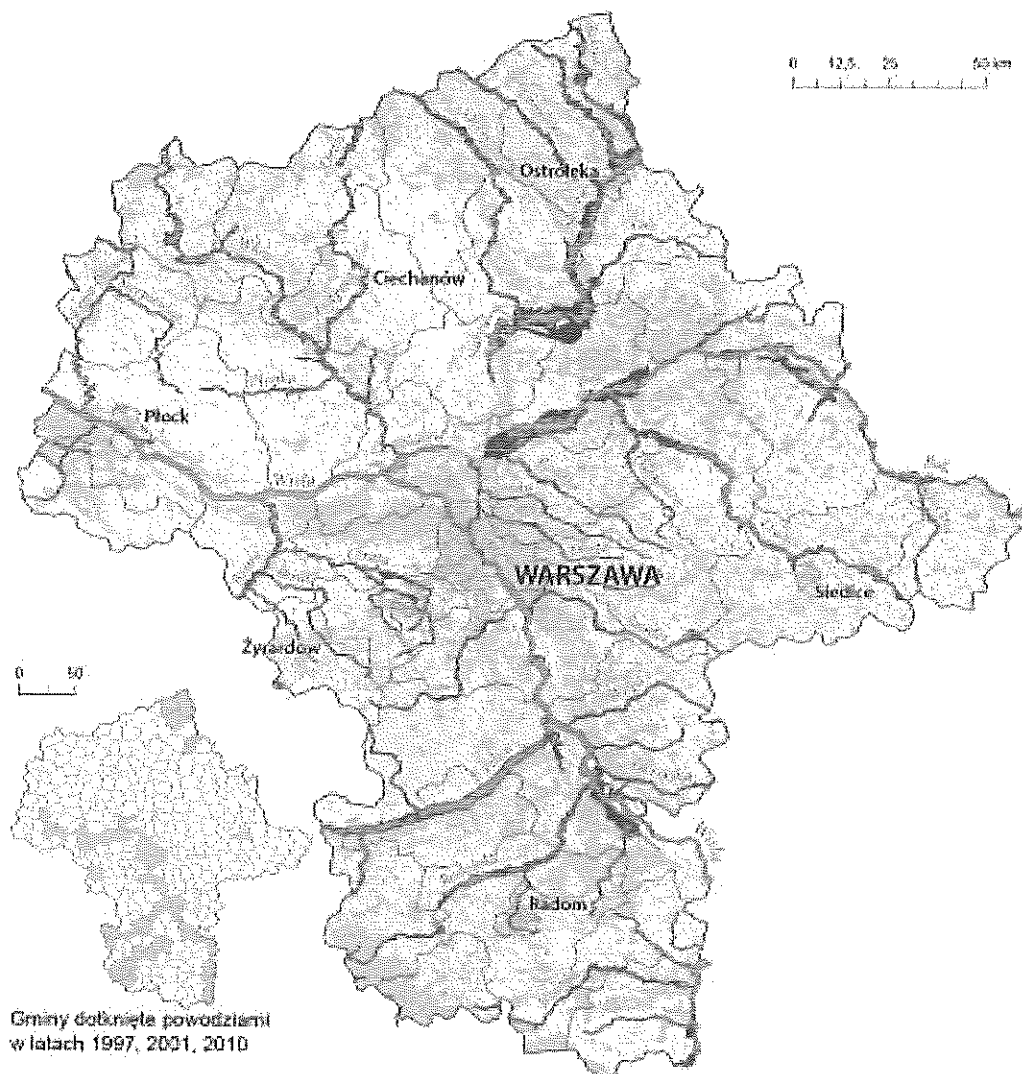 0 12,5 25 50 km
Ostrołęka
Ciechanów
Płock
Wisła
Bug
WARSZAWA
Siedlce
Żyrardów
0 50
Radom
Gminy dotknięte powodziami
w latach 1997, 2001, 2010